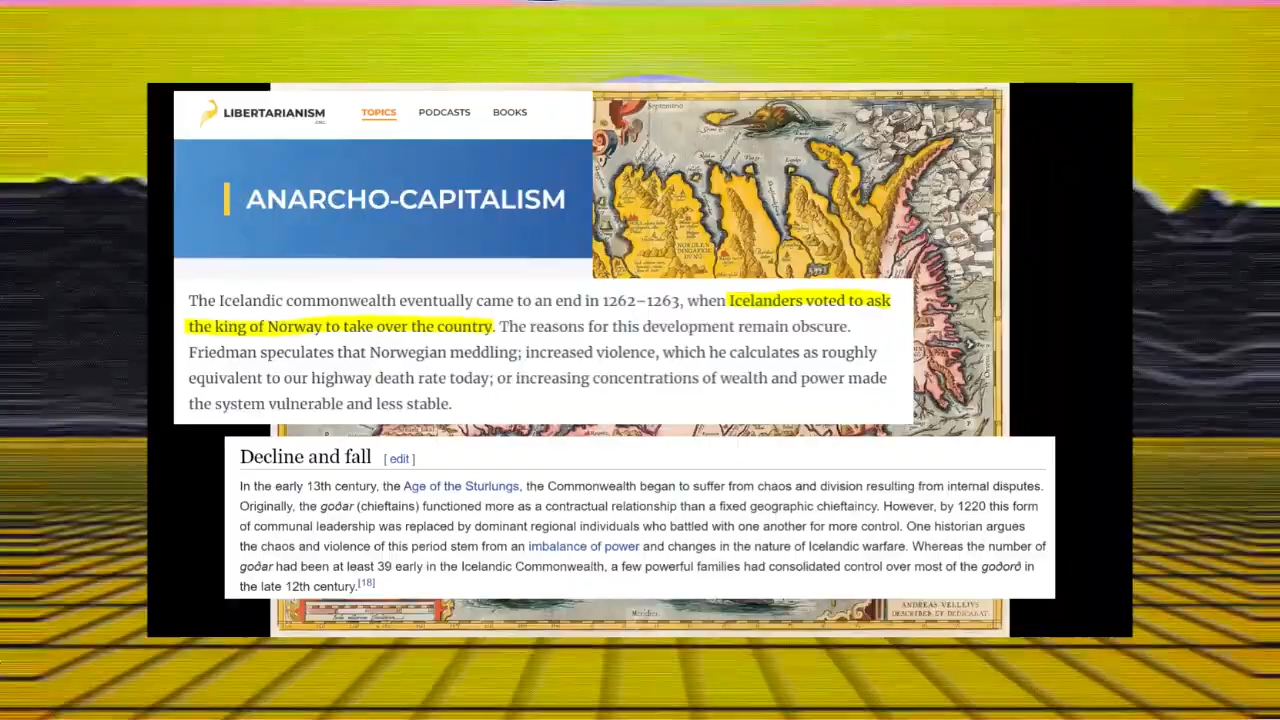 LIBERTARIANISM
.ORG
TOPICS PODCASTS BOOKS
ANARCHO-CAPITALISM
Septentrio
The Icelandic commonwealth eventually came to an end in 1262–1263, when Icelanders voted to ask
the king of Norway to take over the country. The reasons for this development remain obscure.
Friedman speculates that Norwegian meddling; increased violence, which he calculates as roughly
equivalent to our highway death rate today; or increasing concentrations of wealth and power made
the system vulnerable and less stable.
Decline and fall [ edit ]
In the early 13th century, the Age of the Sturlungs, the Commonwealth began to suffer from chaos and division resulting from internal disputes.
Originally, the goðar (chieftains) functioned more as a contractual relationship than a fixed geographic chieftaincy. However, by 1220 this form
of communal leadership was replaced by dominant regional individuals who battled with one another for more control. One historian argues
the chaos and violence of this period stem from an imbalance of power and changes in the nature of Icelandic warfare. Whereas the number of
goðar had been at least 39 early in the Icelandic Commonwealth, a few powerful families had consolidated control over most of the goðorð in
the late 12th century.[18]
Meridies
ANDREAS VELLEIVS
DESCRIBEB. ET DEDICABAT.